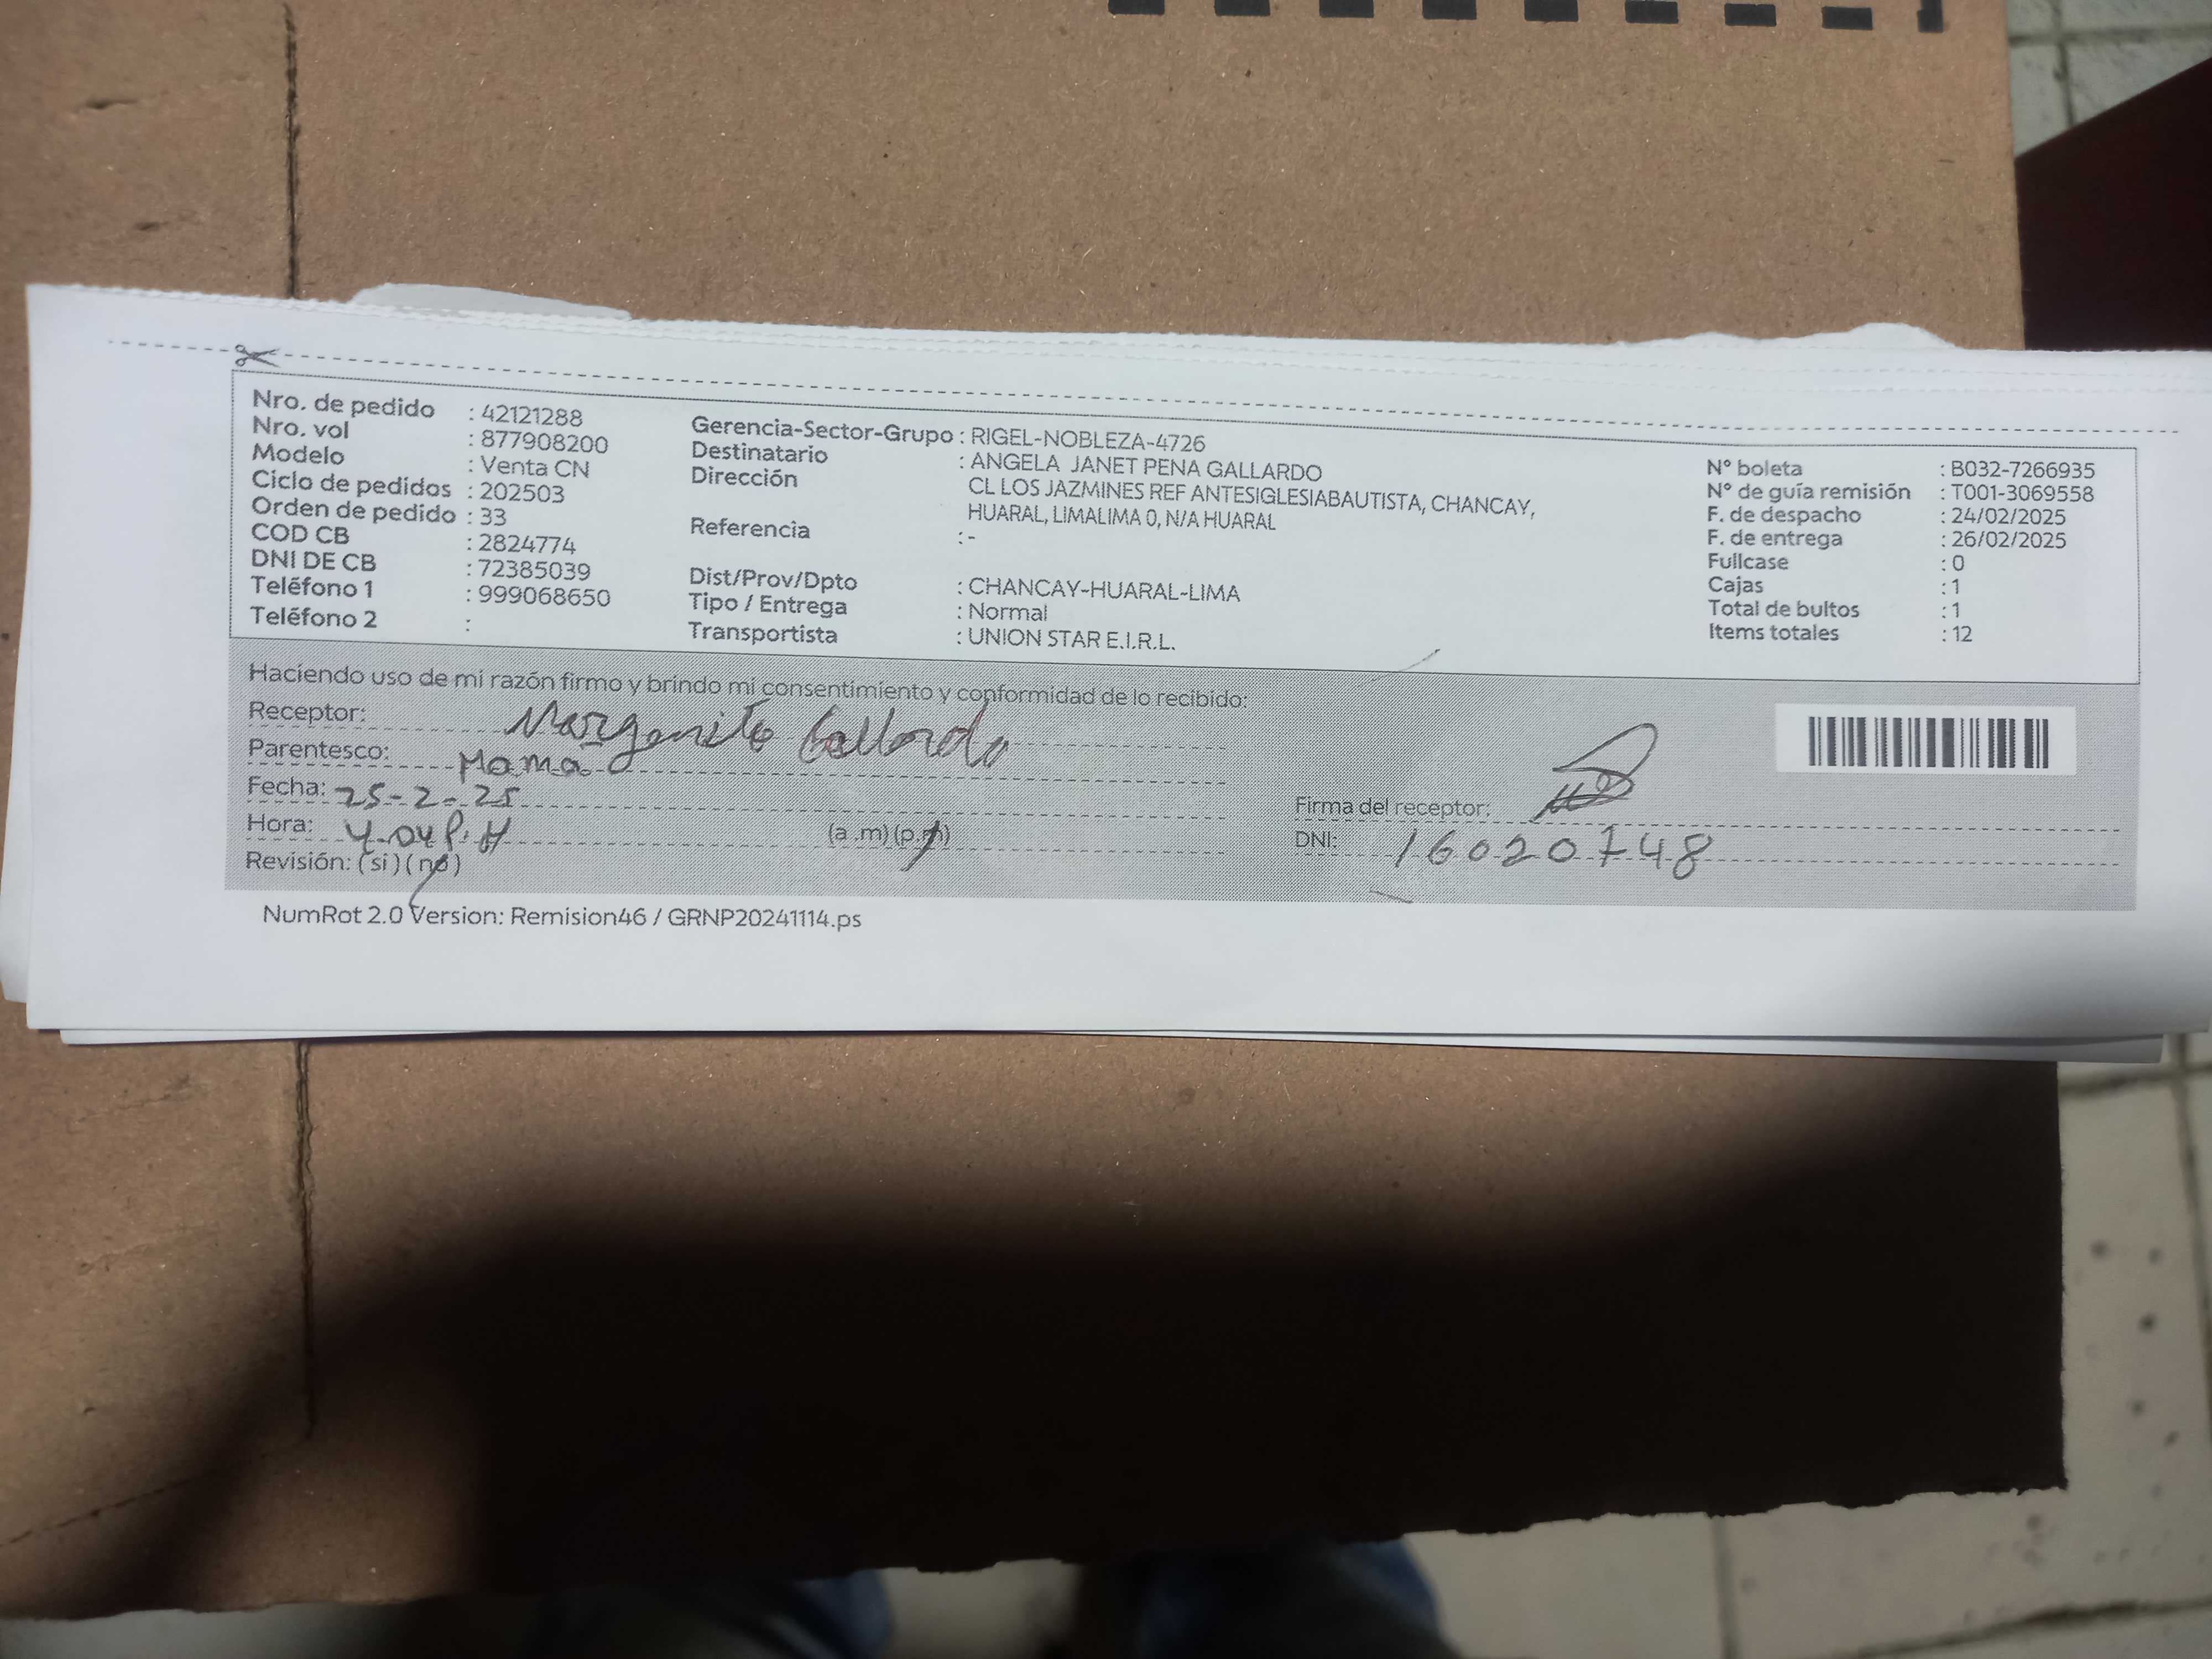 Nro. de pedido : 42121288
Nro. vol : 877908200
Modelo : Venta CN
Ciclo de pedidos : 202503
Orden de pedido : 33
COD CB : 2824774
DNI DE CB : 72385039
Teléfono 1 : 999068650
Teléfono 2 :
Gerencia-Sector-Grupo : RIGEL-NOBLEZA-4726
Destinatario : ANGELA JANET PENA GALLARDO
Dirección CL LOS JAZMINES REF ANTESIGLESIABAUTISTA, CHANCAY,
HUARAL, LIMALIMA 0, N/A HUARAL
Referencia : -
Dist/Prov/Dpto : CHANCAY-HUARAL-LIMA
Tipo / Entrega : Normal
Transportista : UNION STAR E.I.R.L.
N° boleta : B032-7266935
N° de guía remisión : T001-3069558
F. de despacho : 24/02/2025
F. de entrega : 26/02/2025
Fullcase : 0
Cajas : 1
Total de bultos : 1
Items totales : 12
Haciendo uso de mi razón firmo y brindo mi consentimiento y conformidad de lo recibido:
Receptor: Margarita Gallardo
Parentesco: Mama
Fecha: 25-2-25
Hora: 4-04 P.M (a.m) (p.m)
Revisión: (si) (no)
Firma del receptor:
DNI: 16020748
NumRot 2.0 Version: Remision46 / GRNP20241114.ps